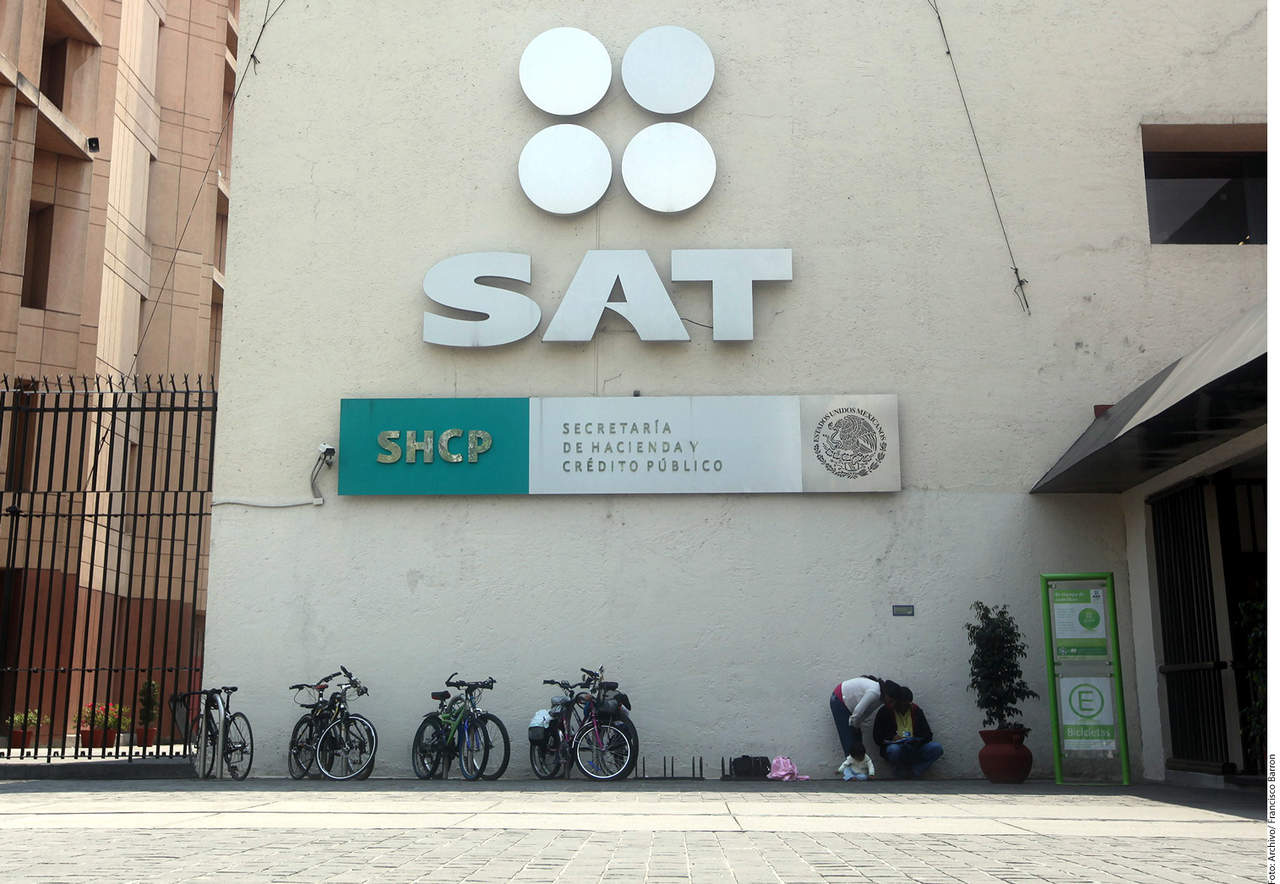 SAT
SHCP
SECRETARÍA
DE HACIENDA Y
CRÉDITO PÚBLICO
ESTADOS UNIDOS MEXICANOS
E
Bicicletas
Foto: Archivo/ Francisco Barron